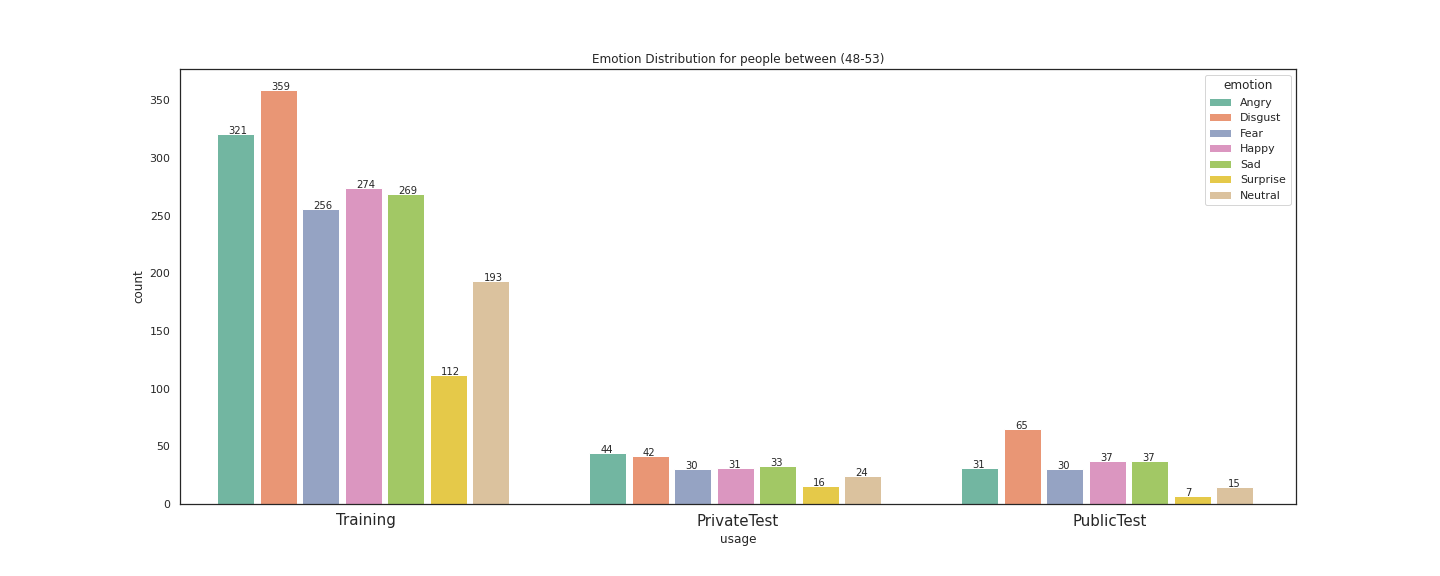 Emotion Distribution for people between (48-53)
emotion
Angry
Disgust
Fear
Happy
Sad
Surprise
Neutral
count
350
300
250
200
150
100
50
0
321
359
256
274
269
112
193
44
42
30
31
33
16
24
31
65
30
37
37
7
15
Training
PrivateTest
PublicTest
usage